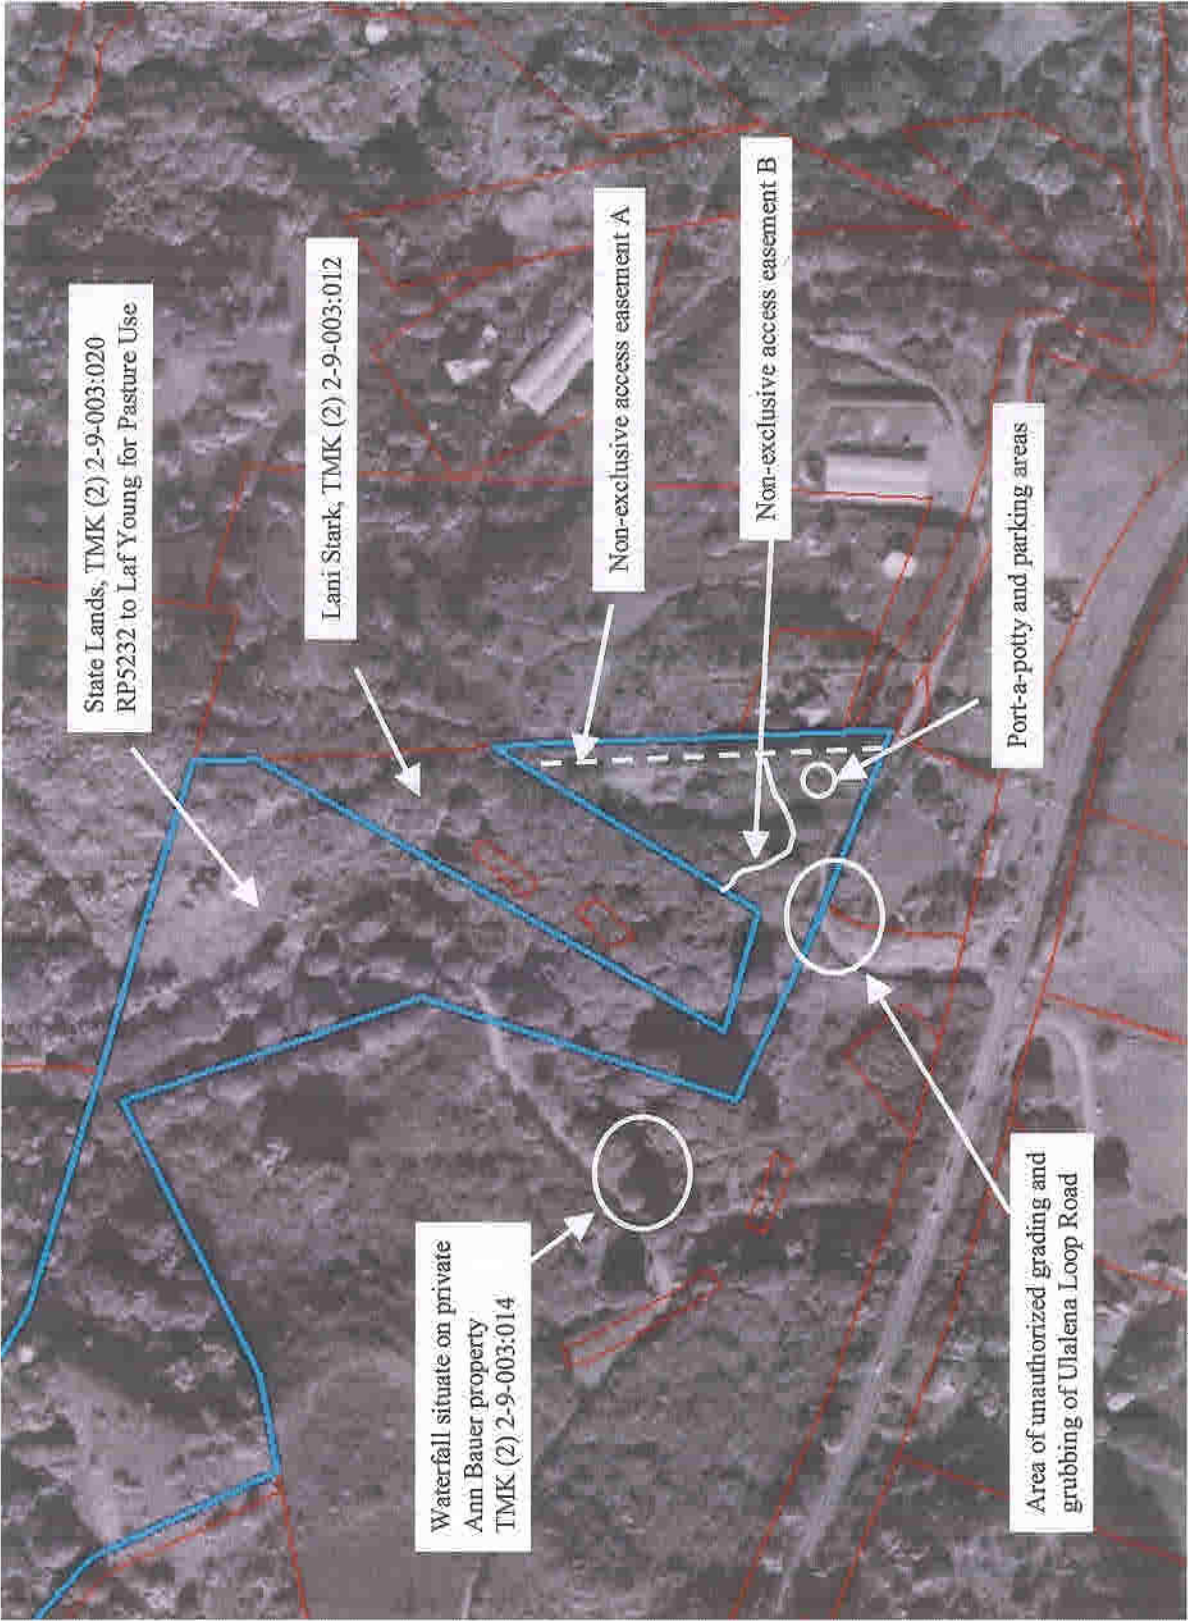 State Lands, TMK (2) 2-9-003:020
RP5232 to Laf Young for Pasture Use
Lani Stark, TMK (2) 2-9-003:012
Non-exclusive access easement A
Non-exclusive access easement B
Port-a-potty and parking areas
Waterfall situate on private
Ann Bauer property
TMK (2) 2-9-003:014
Area of unauthorized grading and
grubbing of Ulalena Loop Road